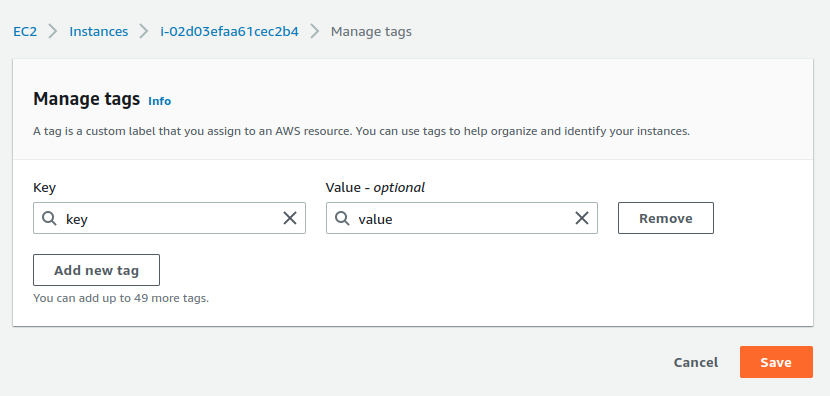 EC2 Instances i-02d03efaa61cec2b4 Manage tags
Manage tags Info
A tag is a custom label that you assign to an AWS resource. You can use tags to help organize and identify your instances.
Key Value - optional
key value Remove
Add new tag
You can add up to 49 more tags.
Cancel Save